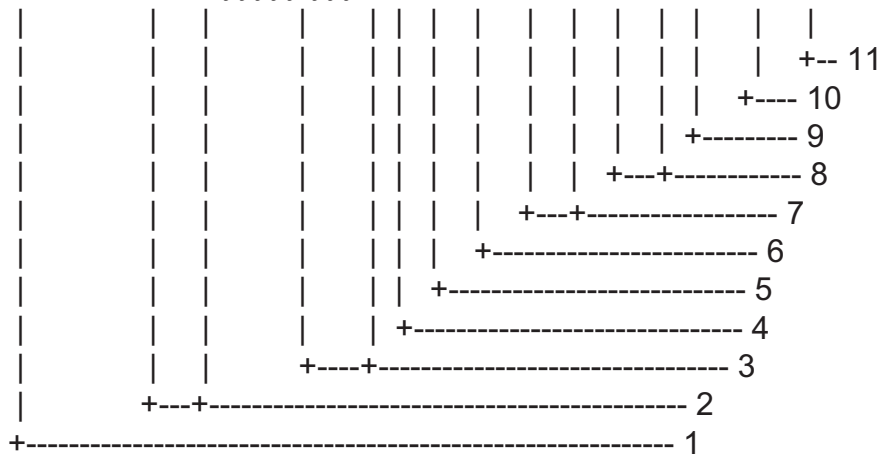 |            |    |        |      | |  |   |    |   |   |   |  |     |    |
|            |    |        |      | |  |   |    |   |   |   |  |     |   +-- 11
|            |    |        |      | |  |   |    |   |   |   |  |   +---- 10
|            |    |        |      | |  |   |    |   |   |   | +--------- 9
|            |    |        |      | |  |   |    |   |  +---+------------ 8
|            |    |        |      | |  |   |   +---+------------------ 7
|            |    |        |      | |  |   +------------------------- 6
|            |    |        |      | |  +---------------------------- 5
|            |    |        |      | +------------------------------- 4
|            |    |       +----+--------------------------------- 3
|           +---+--------------------------------------------- 2
+------------------------------------------------------------- 1